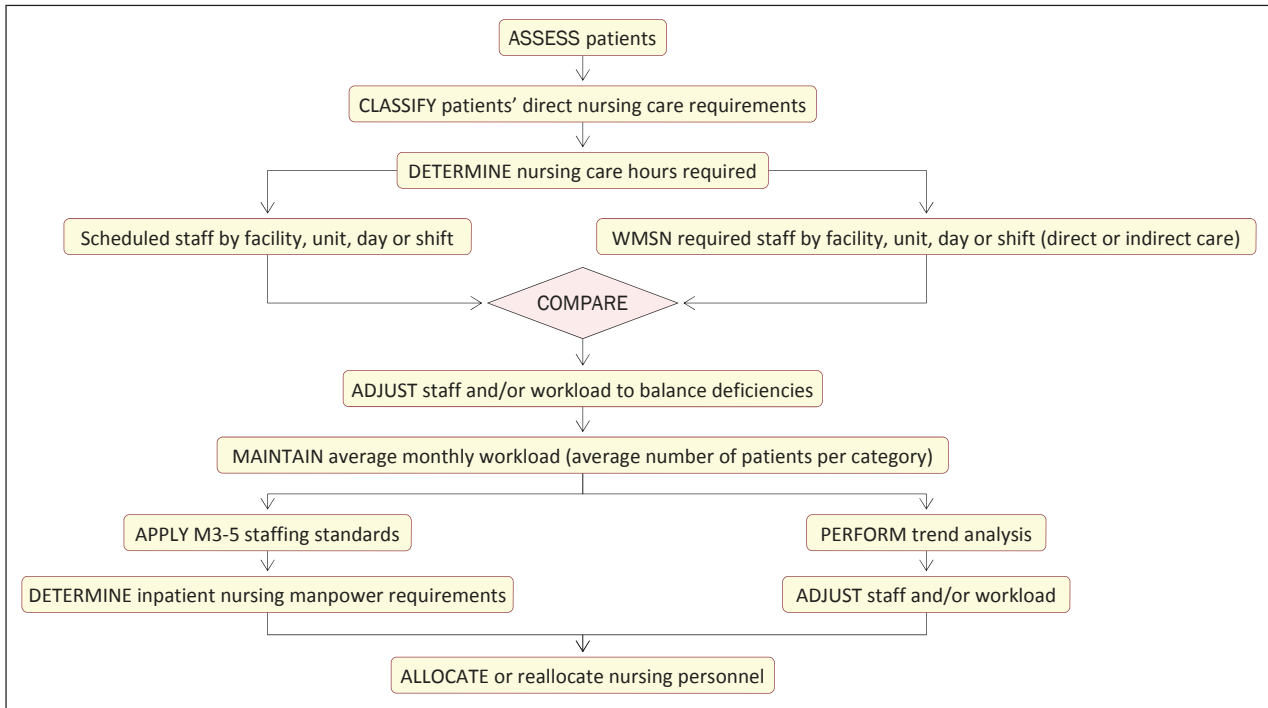 ASSESS patients
CLASSIFY patients’ direct nursing care requirements
DETERMINE nursing care hours required
Scheduled staff by facility, unit, day or shift
WMSN required staff by facility, unit, day or shift (direct or indirect care)
COMPARE
ADJUST staff and/or workload to balance deficiencies
MAINTAIN average monthly workload (average number of patients per category)
APPLY M3-5 staffing standards
PERFORM trend analysis
DETERMINE inpatient nursing manpower requirements
ADJUST staff and/or workload
ALLOCATE or reallocate nursing personnel